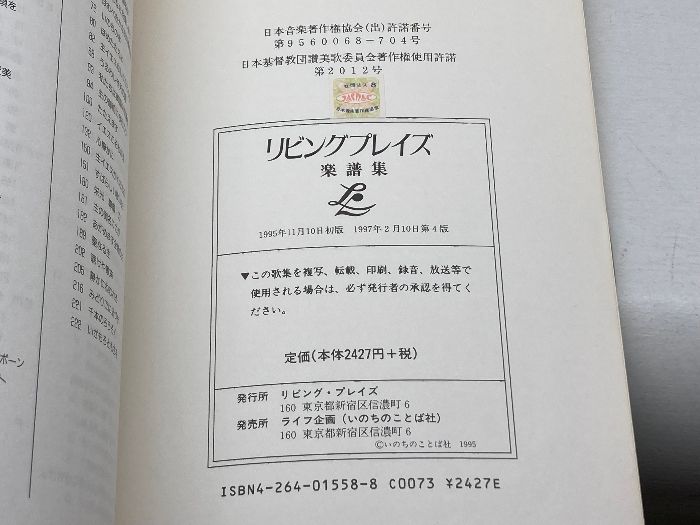 日本音楽著作権協会(出)許諾番号
第9560068-704号
日本基督教団讃美歌委員会著作権使用許諾
第2012号
リビングプレイズ
楽譜集
1995年11月10日初版 1997年2月10日第4版
▼この歌集を複写、転載、印刷、録音、放送等で
使用される場合は、必ず発行者の承認を得てく
ださい。
定価(本体2427円+税)
発行所 リビング・プレイズ
160 東京都新宿区信濃町6
発売所 ライフ企画(いのちのことば社)
160 東京都新宿区信濃町6
©いのちのことば社 1995
ISBN4-264-01558-8 C0073 ¥2427E